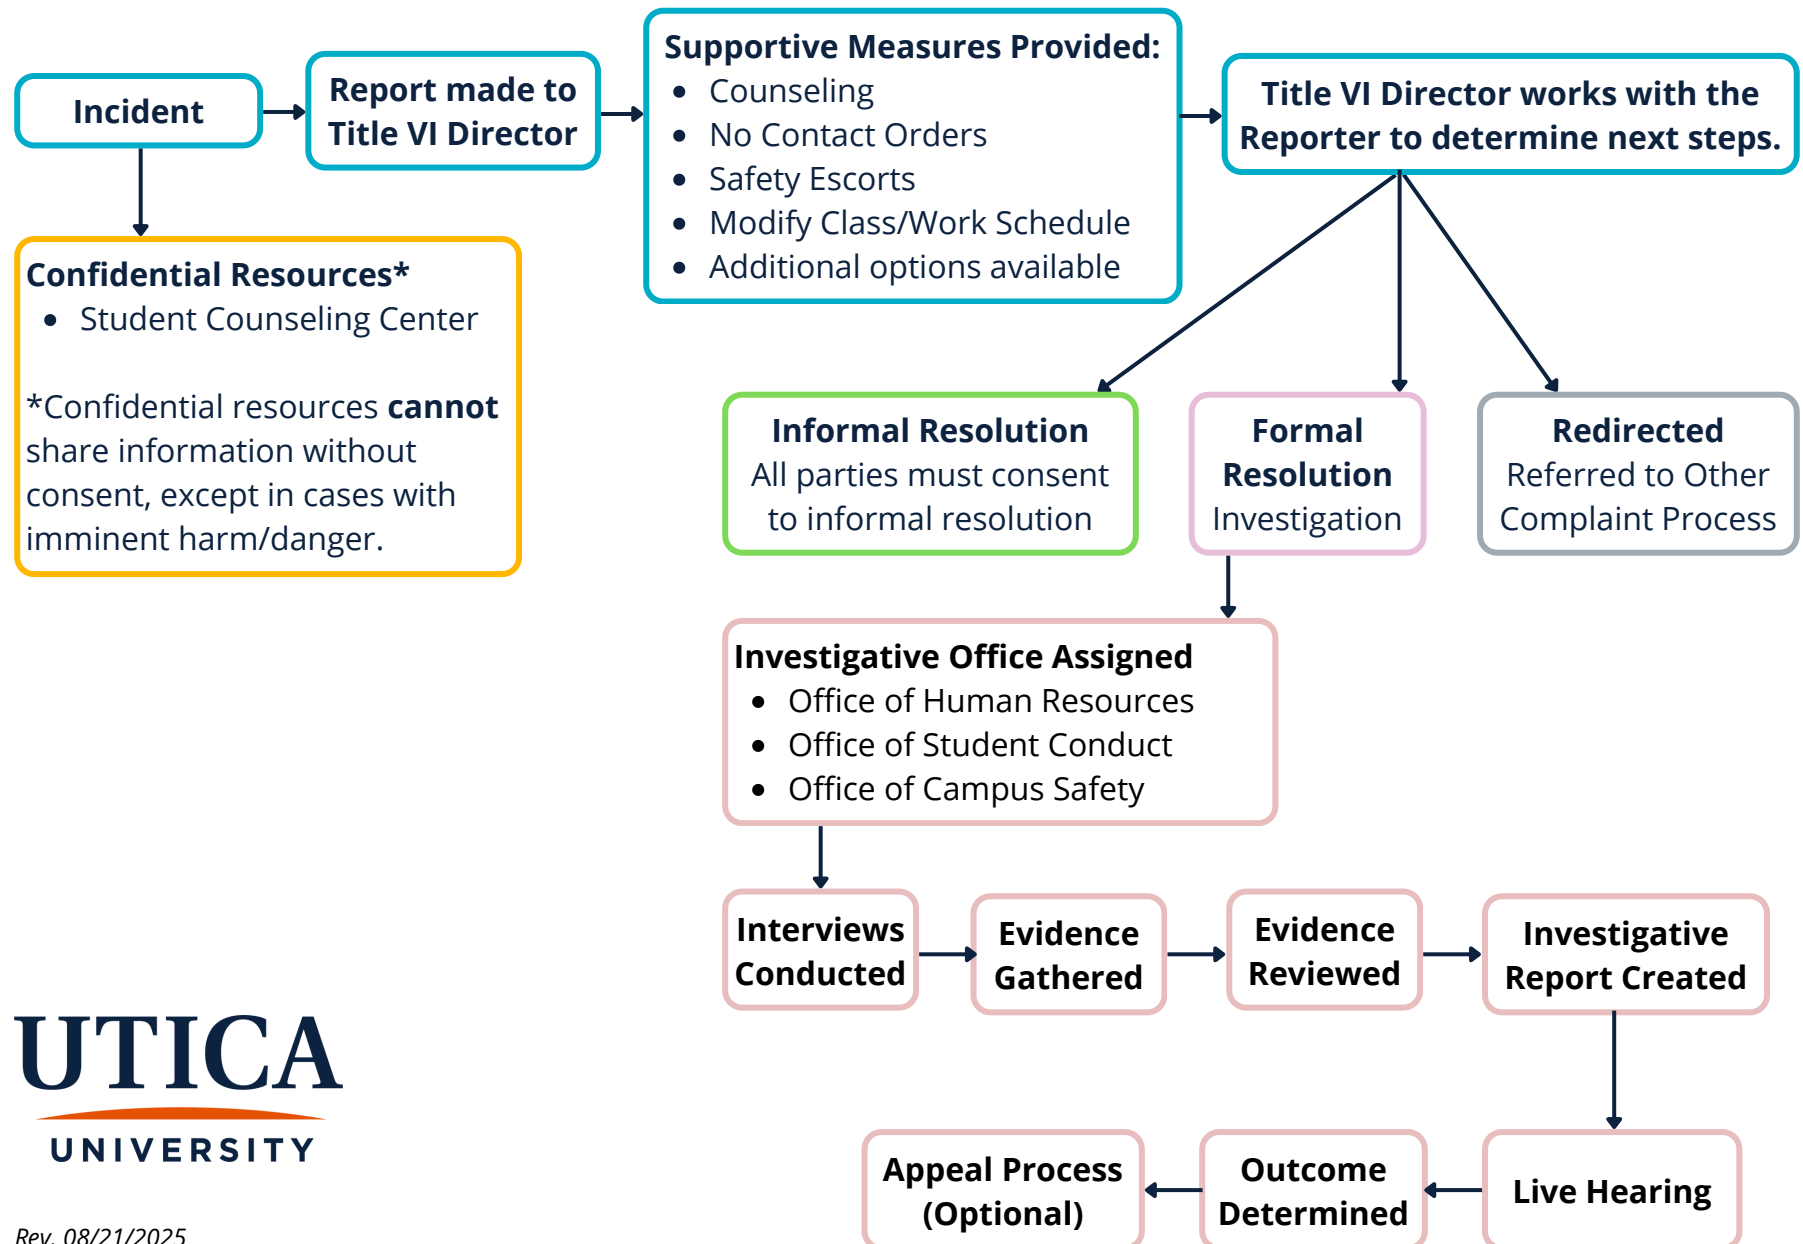 Incident
Report made to
Title VI Director
Supportive Measures Provided:
• Counseling
• No Contact Orders
• Safety Escorts
• Modify Class/Work Schedule
• Additional options available
Title VI Director works with the
Reporter to determine next steps.
Confidential Resources*
• Student Counseling Center
*Confidential resources cannot
share information without
consent, except in cases with
imminent harm/danger.
Informal Resolution
All parties must consent
to informal resolution
Formal
Resolution
Investigation
Redirected
Referred to Other
Complaint Process
Investigative Office Assigned
• Office of Human Resources
• Office of Student Conduct
• Office of Campus Safety
Interviews
Conducted
Evidence
Gathered
Evidence
Reviewed
Investigative
Report Created
Live Hearing
Outcome
Determined
Appeal Process
(Optional)
UTICA
UNIVERSITY
Rev. 08/21/2025